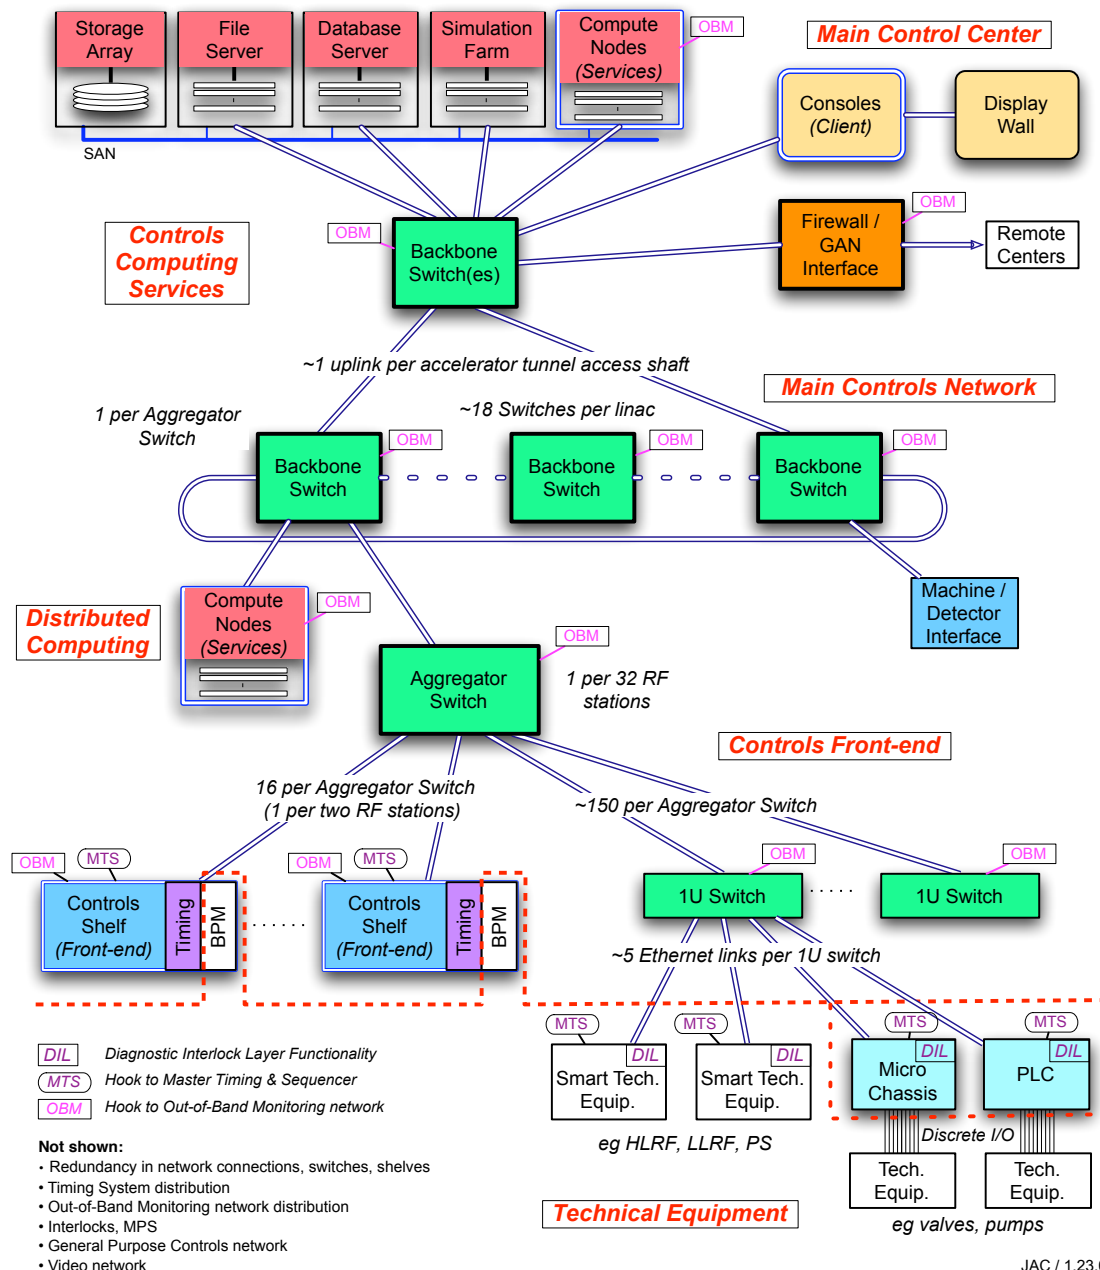 Storage
Array
File
Server
Database
Server
Simulation
Farm
Compute
Nodes
(Services)
OBM
Main Control Center
Consoles
(Client)
Display
Wall
SAN
Controls
Computing
Services
OBM
Backbone
Switch(es)
Firewall /
GAN
Interface
OBM
Remote
Centers
~1 uplink per accelerator tunnel access shaft
Main Controls Network
1 per Aggregator
Switch
~18 Switches per linac
OBM
OBM
OBM
Backbone
Switch
Backbone
Switch
Backbone
Switch
Distributed
Computing
Compute
Nodes
(Services)
OBM
Machine /
Detector
Interface
OBM
Aggregator
Switch
1 per 32 RF
stations
Controls Front-end
16 per Aggregator Switch
(1 per two RF stations)
~150 per Aggregator Switch
OBM
MTS
OBM
MTS
OBM
OBM
Controls
Shelf
(Front-end)
Timing
BPM
Controls
Shelf
(Front-end)
Timing
BPM
1U Switch
1U Switch
~5 Ethernet links per 1U switch
MTS
MTS
MTS
MTS
DIL
Smart Tech.
Equip.
DIL
Smart Tech.
Equip.
DIL
Micro
Chassis
DIL
PLC
DIL Diagnostic Interlock Layer Functionality
MTS Hook to Master Timing & Sequencer
OBM Hook to Out-of-Band Monitoring network
eg HLRF, LLRF, PS
Discrete I/O
Tech.
Equip.
Tech.
Equip.
eg valves, pumps
Technical Equipment
Not shown:
• Redundancy in network connections, switches, shelves
• Timing System distribution
• Out-of-Band Monitoring network distribution
• Interlocks, MPS
• General Purpose Controls network
• Video network
JAC / 1.23.